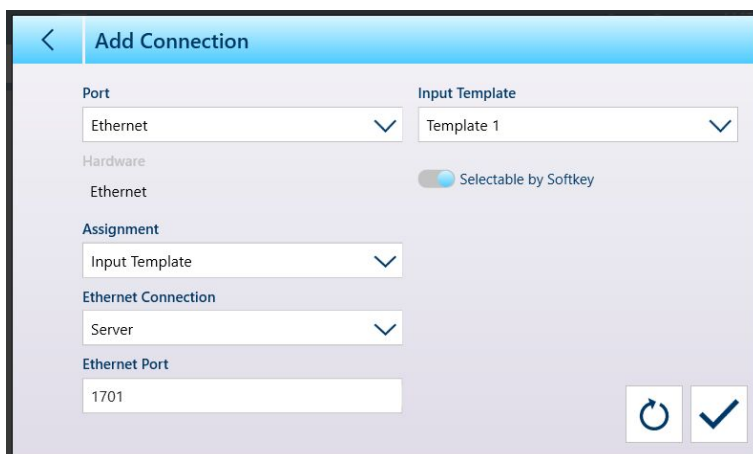 Add Connection
Port
Ethernet
Hardware
Ethernet
Assignment
Input Template
Ethernet Connection
Server
Ethernet Port
1701
Input Template
Template 1
Selectable by Softkey